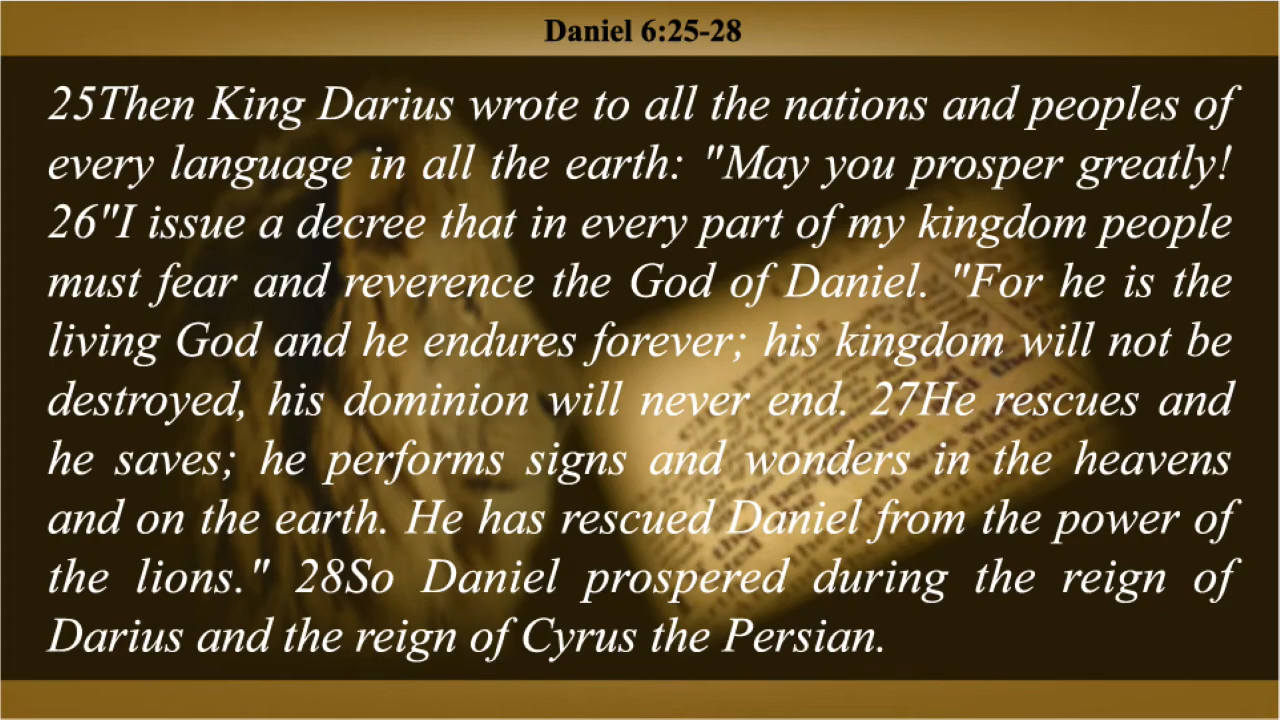 Daniel 6:25-28
25Then King Darius wrote to all the nations and peoples of
every language in all the earth: "May you prosper greatly!
26"I issue a decree that in every part of my kingdom people
must fear and reverence the God of Daniel. "For he is the
living God and he endures forever; his kingdom will not be
destroyed, his dominion will never end. 27He rescues and
he saves; he performs signs and wonders in the heavens
and on the earth. He has rescued Daniel from the power of
the lions." 28So Daniel prospered during the reign of
Darius and the reign of Cyrus the Persian.